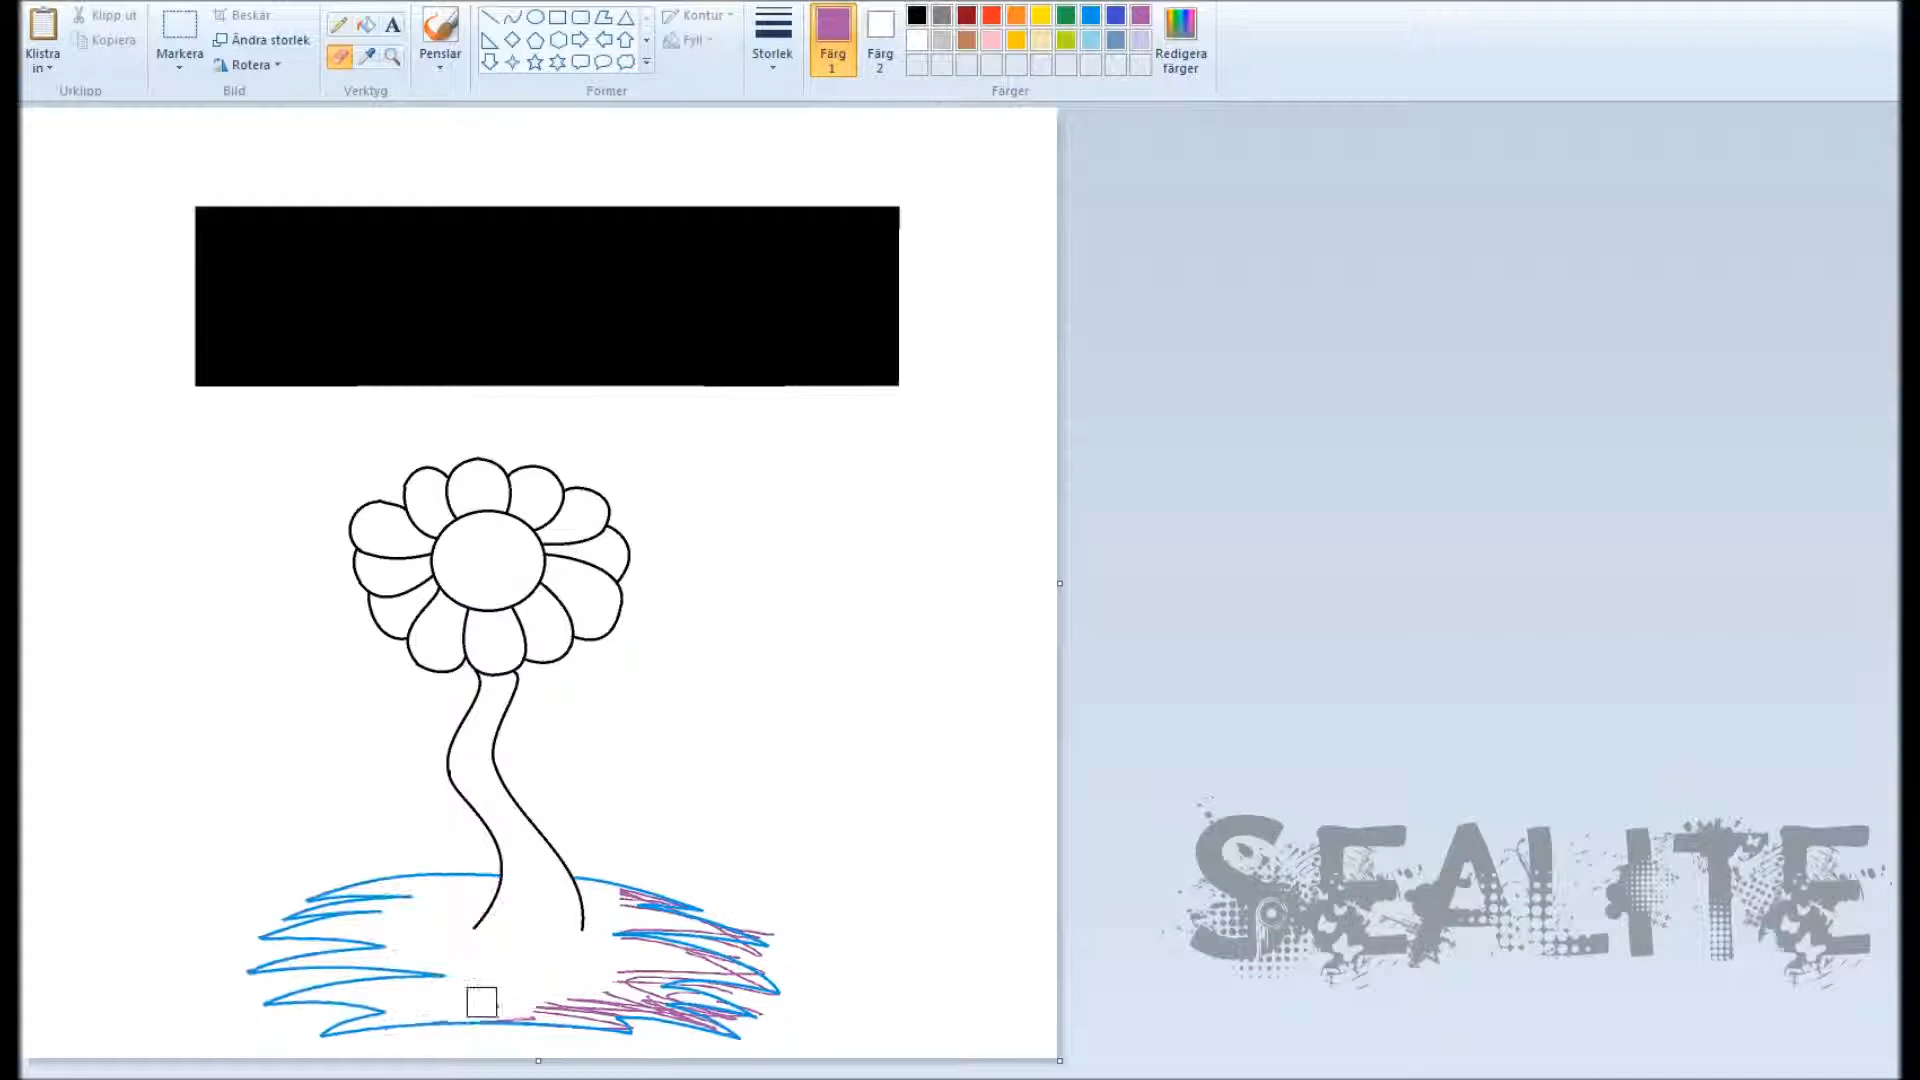 Klipp ut
Kopiera
Klistra
in
Urklipp
Beskär
Ändra storlek
Rotera
Markera
Bild
A
Verktyg
Penslar
Kontur
Fyll
Former
Storlek
Färg
1
Färg
2
Redigera
färger
Färger
SEALITE